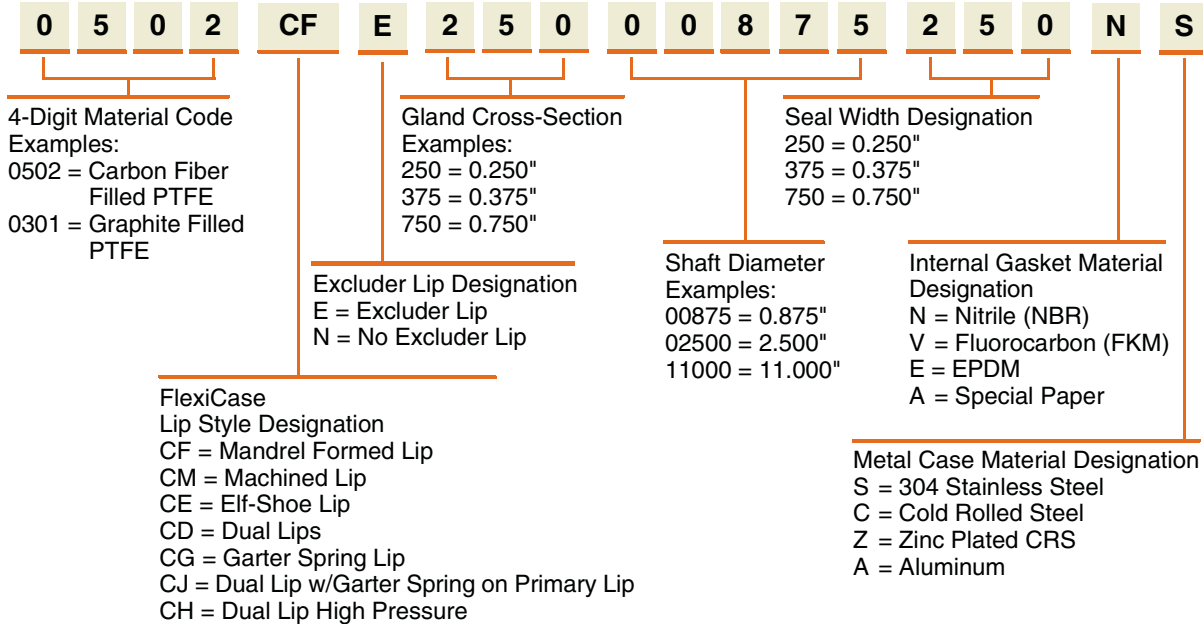 0 5 0 2 CF E 2 5 0 0 0 8 7 5 2 5 0 N S
4-Digit Material Code
Examples:
0502 = Carbon Fiber
Filled PTFE
0301 = Graphite Filled
PTFE
Gland Cross-Section
Examples:
250 = 0.250"
375 = 0.375"
750 = 0.750"
Seal Width Designation
250 = 0.250"
375 = 0.375"
750 = 0.750"
Excluder Lip Designation
E = Excluder Lip
N = No Excluder Lip
Shaft Diameter
Examples:
00875 = 0.875"
02500 = 2.500"
11000 = 11.000"
Internal Gasket Material
Designation
N = Nitrile (NBR)
V = Fluorocarbon (FKM)
E = EPDM
A = Special Paper
FlexiCase
Lip Style Designation
CF = Mandrel Formed Lip
CM = Machined Lip
CE = Elf-Shoe Lip
CD = Dual Lips
CG = Garter Spring Lip
CJ = Dual Lip w/Garter Spring on Primary Lip
CH = Dual Lip High Pressure
Metal Case Material Designation
S = 304 Stainless Steel
C = Cold Rolled Steel
Z = Zinc Plated CRS
A = Aluminum